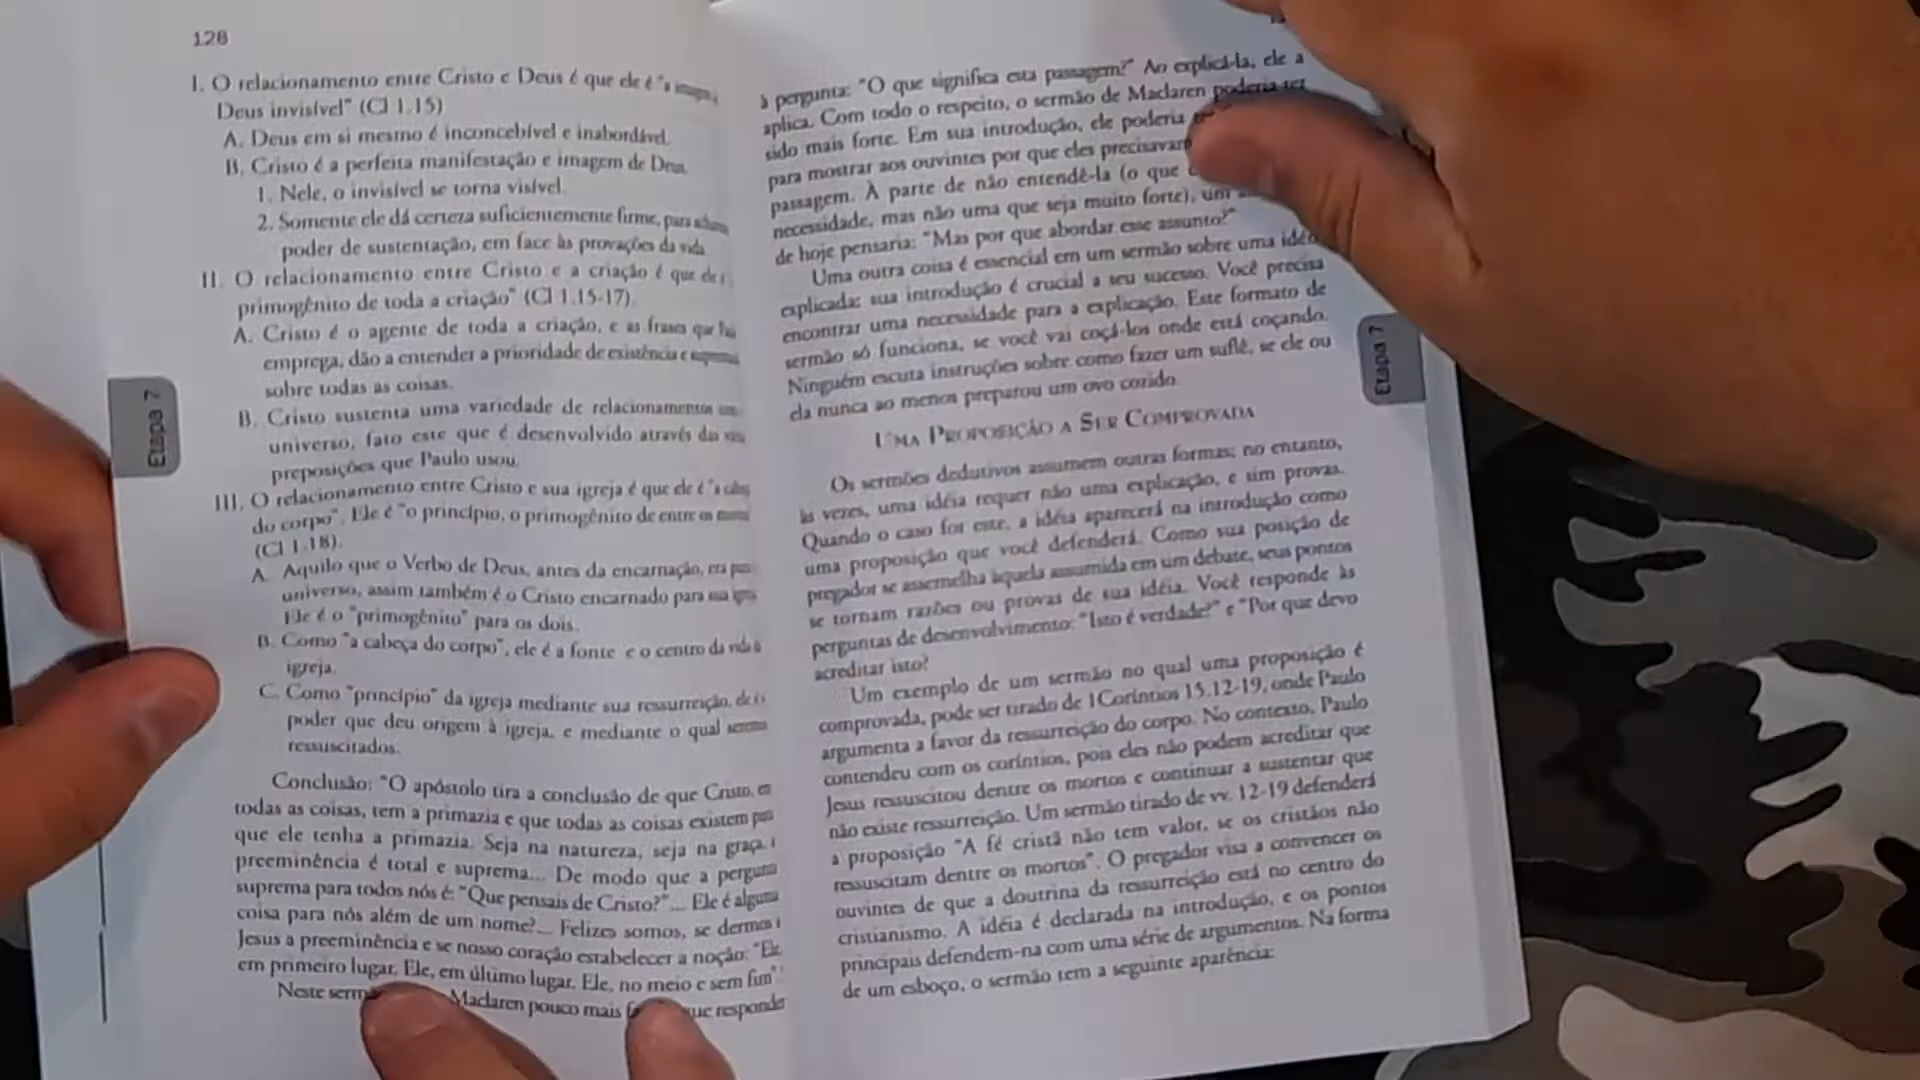 128
I. O relacionamento entre Cristo e Deus é que ele é "a imagem
Deus invisível" (Cl 1.15)
A. Deus em si mesmo é inconcebível e inabordável.
B. Cristo é a perfeita manifestação e imagem de Deus.
1. Nele, o invisível se torna visível.
2. Somente ele dá certeza suficientemente firme, para
poder de sustentação, em face às provações da vida
II. O relacionamento entre Cristo e a criação é que ele
primogênito de toda a criação" (Cl 1.15-17).
A. Cristo é o agente de toda a criação, e as frases que
emprega, dão a entender a prioridade de existência e
sobre todas as coisas.
B. Cristo sustenta uma variedade de relacionamentos
universo, fato este que é desenvolvido através das
preposições que Paulo usou.
III. O relacionamento entre Cristo e sua igreja é que ele é "a
do corpo". Ele é "o princípio, o primogênito de entre os
(Cl 1.18).
A. Aquilo que o Verbo de Deus, antes da encarnação, era
universo, assim também é o Cristo encarnado para sua
Ele é o "primogênito" para os dois.
B. Como "a cabeça do corpo", ele é a fonte e o centro da vida
igreja.
C. Como "princípio" da igreja mediante sua ressurreição,
poder que deu origem à igreja, e mediante o qual
ressuscitados.
Conclusão: "O apóstolo tira a conclusão de que Cristo,
todas as coisas, tem a primazia e que todas as coisas existem
que ele tenha a primazia. Seja na natureza, seja na graça,
preeminência é total e suprema... De modo que a pergunta
suprema para todos nós é: "Que pensais de Cristo?"... Ele é alguma
coisa para nós além de um nome?... Felizes somos, se dermos
Jesus a preeminência e se nosso coração estabelecer a noção: "Ele
em primeiro lugar, Ele, em último lugar. Ele, no meio e sem fim".
Neste Maclaren pouco mais que responder
Etapa 7
à pergunta: "O que significa esta passagem?" Ao explicá-la, ele a
aplica. Com todo o respeito, o sermão de Maclaren poderia ter
sido mais forte. Em sua introdução, ele poderia
para mostrar aos ouvintes por que eles precisavam
passagem. À parte de não entendê-la (o que
necessidade, mas não uma que seja muito forte), um
de hoje pensaria: "Mas por que abordar esse assunto?"
Uma outra coisa é essencial em um sermão sobre uma idéia
explicada: sua introdução é crucial a seu sucesso. Você precisa
encontrar uma necessidade para a explicação. Este formato de
sermão só funciona, se você vai coçá-los onde está coçando.
Ninguém escuta instruções sobre como fazer um suflê, se ele ou
ela nunca ao menos preparou um ovo cozido.
UMA PROPOSIÇÃO A SER COMPROVADA
Os sermões dedutivos assumem outras formas; no entanto,
às vezes, uma idéia requer não uma explicação, e sim provas.
Quando o caso for este, a idéia aparecerá na introdução como
uma proposição que você defenderá. Como sua posição de
pregador se assemelha àquela assumida em um debate, seus pontos
se tornam razões ou provas de sua idéia. Você responde às
perguntas de desenvolvimento: "Isto é verdade?" e "Por que devo
acreditar isto?
Um exemplo de um sermão no qual uma proposição é
comprovada, pode ser tirado de 1Coríntios 15.12-19, onde Paulo
argumenta a favor da ressurreição do corpo. No contexto, Paulo
contendeu com os coríntios, pois eles não podem acreditar que
Jesus ressuscitou dentre os mortos e continuar a sustentar que
não existe ressurreição. Um sermão tirado de vv. 12-19 defenderá
a proposição "A fé cristã não tem valor, se os cristãos não
ressuscitam dentre os mortos". O pregador visa a convencer os
ouvintes de que a doutrina da ressurreição está no centro do
cristianismo. A idéia é declarada na introdução, e os pontos
principais defendem-na com uma série de argumentos. Na forma
de um esboço, o sermão tem a seguinte aparência:
Etapa 7